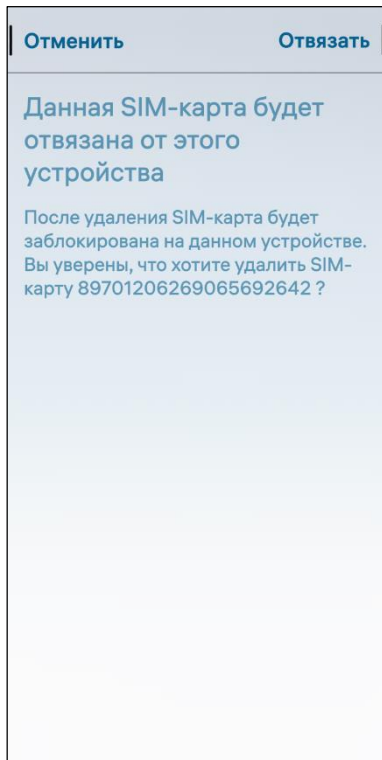 Отменить Отвязать
Данная SIM-карта будет
отвязана от этого
устройства
После удаления SIM-карта будет
заблокирована на данном устройстве.
Вы уверены, что хотите удалить SIM-
карту 89701206269065692642 ?